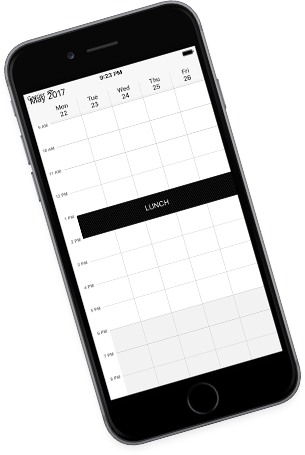 9:23 PM
Carrier
May 2017
Mon Tue Wed Thu Fri
22 23 24 25 26
9 AM
10 AM
11 AM
12 PM
1 PM
LUNCH
2 PM
3 PM
4 PM
5 PM
6 PM
7 PM
8 PM